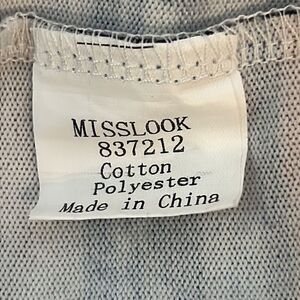 MISSLOOK
837212
Cotton
Polyester
Made in China